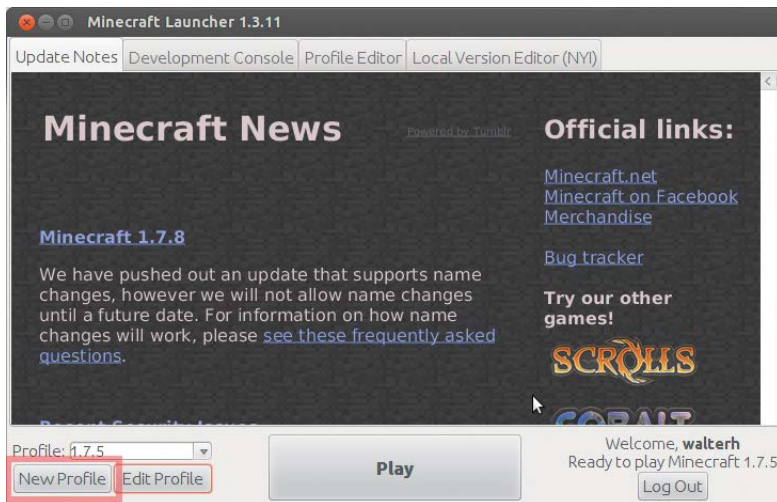 Minecraft Launcher 1.3.11
Update Notes Development Console Profile Editor Local Version Editor (NYI)
Minecraft News
Powered by Tumblr
Official links:
Minecraft.net
Minecraft on Facebook
Merchandise
Bug tracker
Minecraft 1.7.8
We have pushed out an update that supports name
changes, however we will not allow name changes
until a future date. For information on how name
changes will work, please see these frequently asked
questions.
Try our other
games!
SCROLLS
COBALT
Recent Security Issues
Profile: 1.7.5
New Profile Edit Profile
Play
Welcome, walterh
Ready to play Minecraft 1.7.5
Log Out